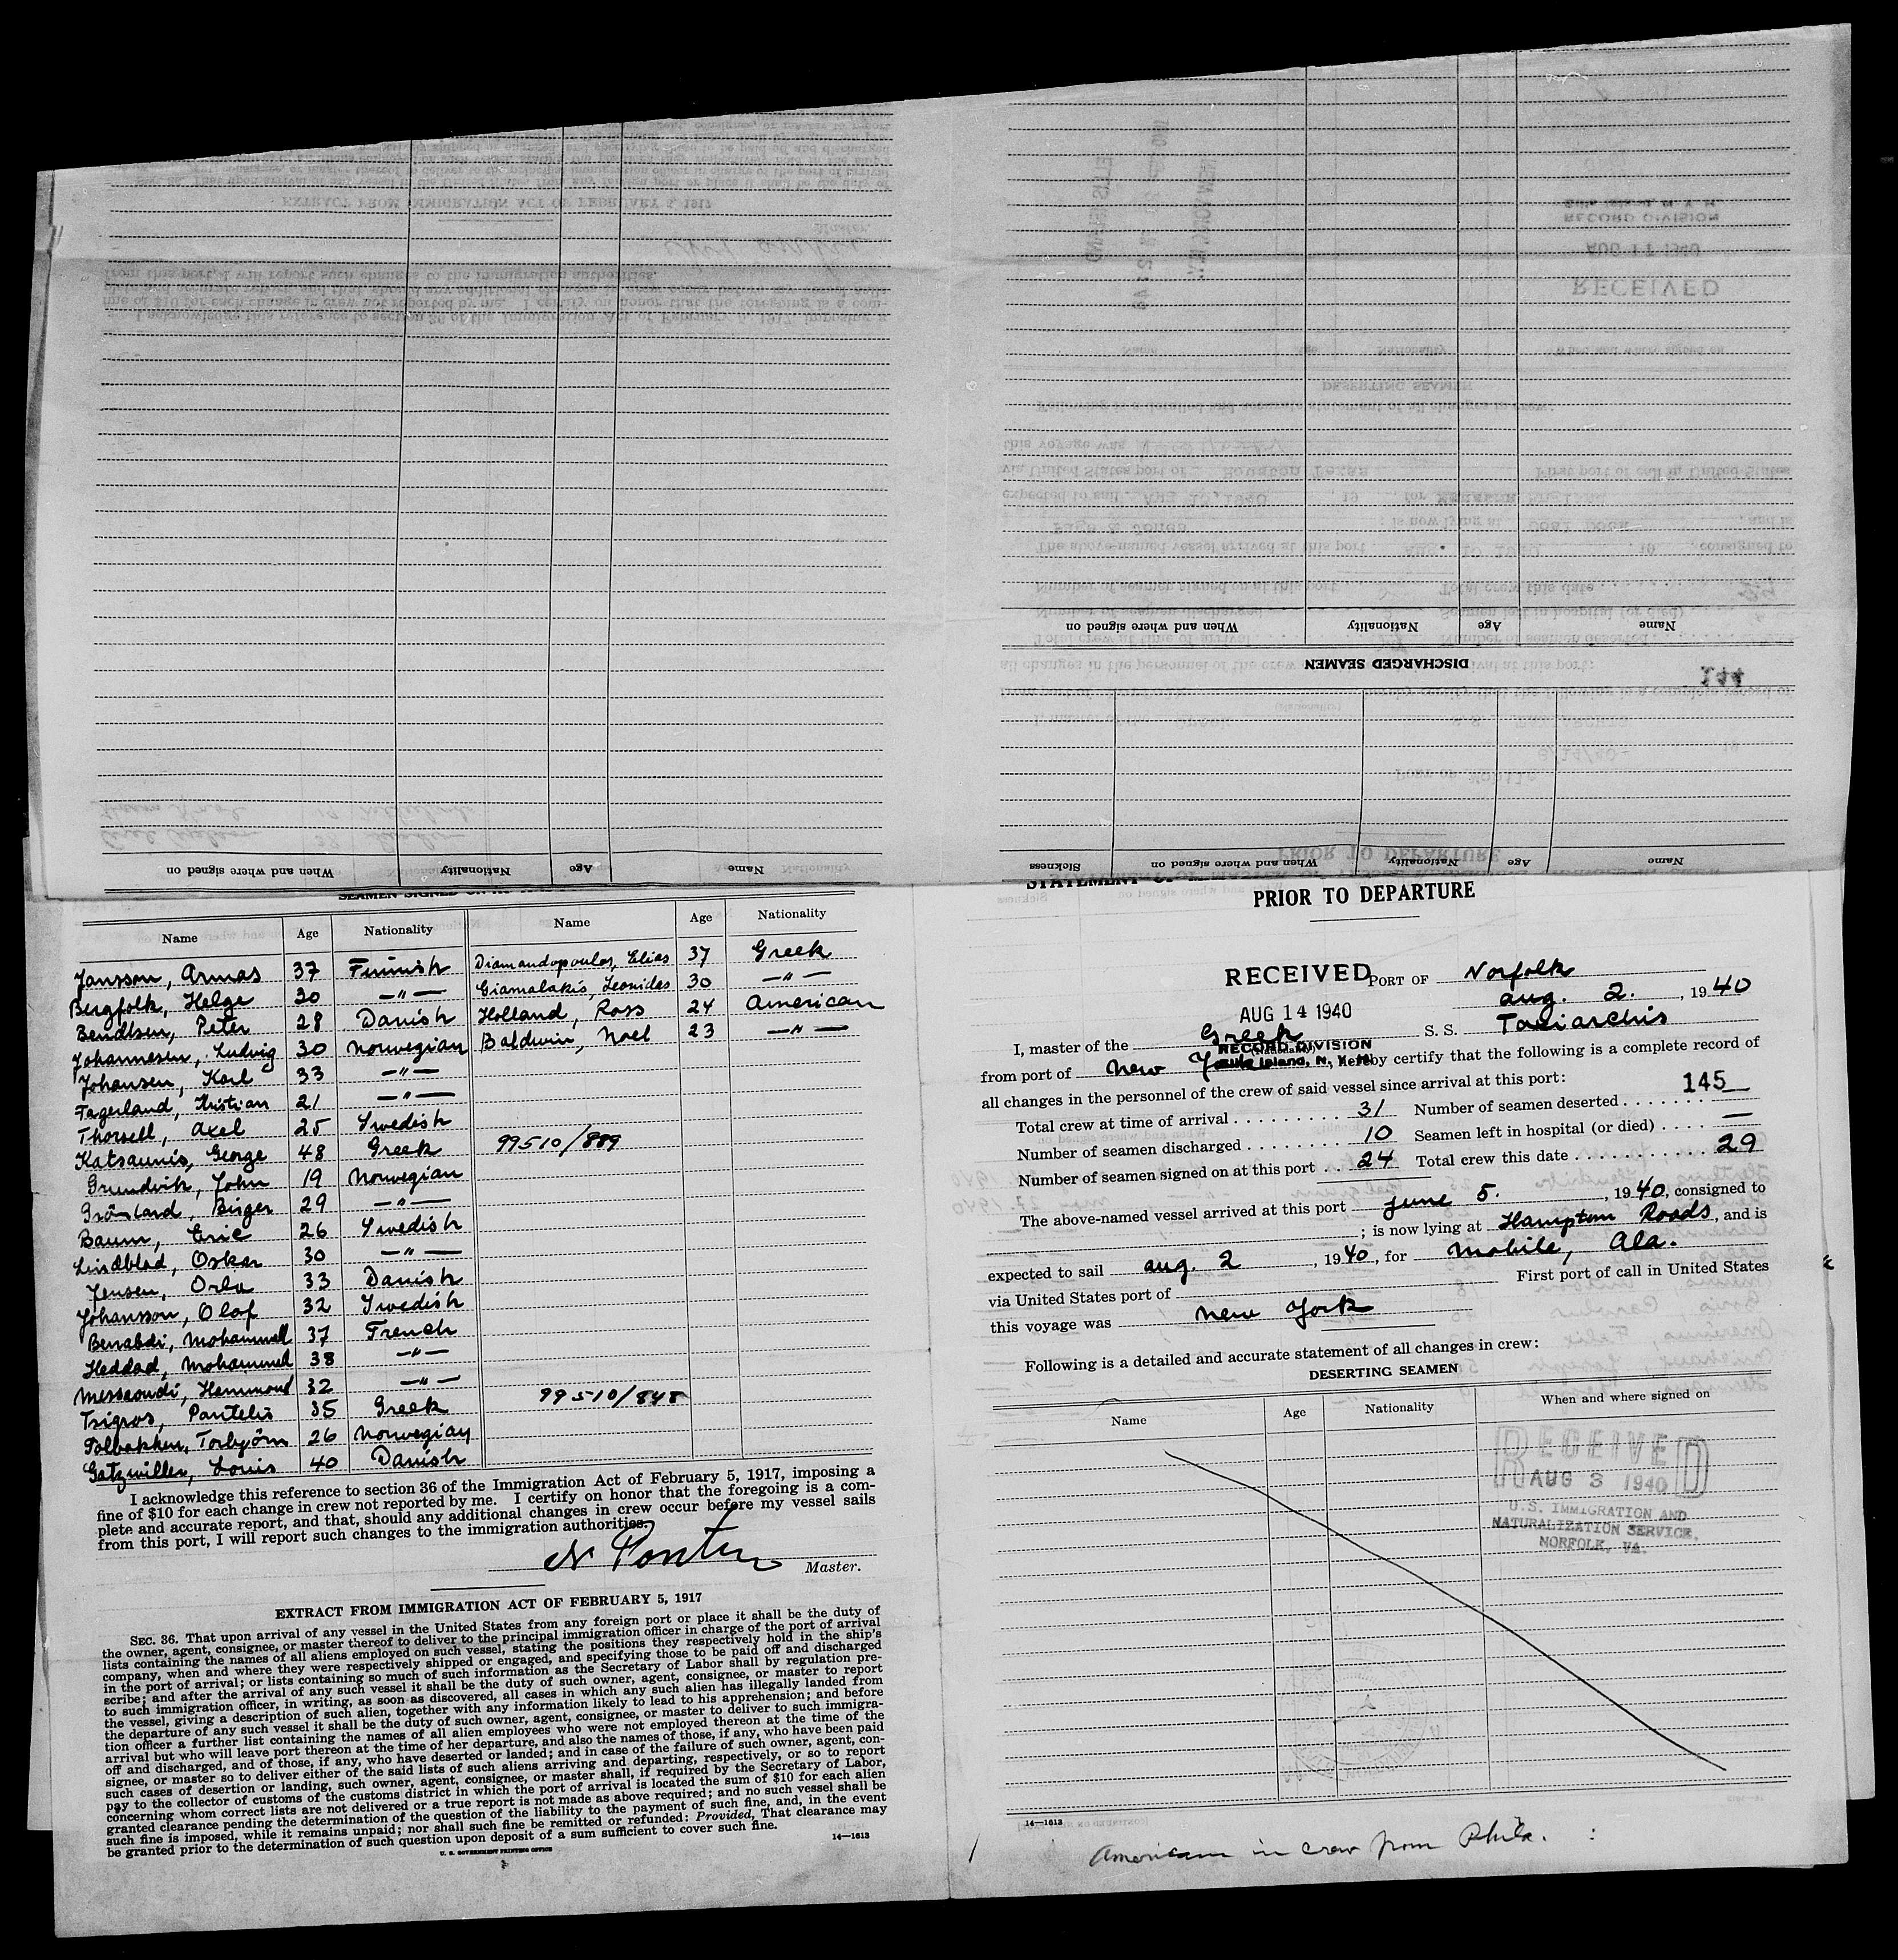 Name Age Nationality Name Age Nationality
Jansson, Armas 37 Finnish Diamandopoulos, Elias 37 Greek
Bergfolk, Helge 30 —"— Giamalakis, Leonidas 30 —"—
Bendtsen, Peter 28 Danish Holland, Ross 24 American
Johannesen, Ludvig 30 Norwegian Baldwin, Noel 23 —"—
Johansen, Karl 33 —"—
Fagerland, Kristian 21 —"—
Thorsell, Axel 25 Swedish
Katsaunis, George 48 Greek 99510/889
Grundvik, John 19 Norwegian
Grönland, Birger 29 —"—
Baum, Eric 26 Swedish
Lindblad, Oskar 30 —"—
Jensen, Orla 33 Danish
Johansson, Olof 32 Swedish
Benabdi, Mohammed 37 French
Heddad, Mohammed 38 —"—
Messaoudi, Hammoud 32 —"—
Tsigros, Pantelis 35 Greek 99510/848
Solbakken, Torbjörn 26 Norwegian
Gatzwiller, Louis 40 Danish
I acknowledge this reference to section 36 of the Immigration Act of February 5, 1917, imposing a
fine of $10 for each change in crew not reported by me. I certify on honor that the foregoing is a com-
plete and accurate report, and that, should any additional changes in crew occur before my vessel sails
from this port, I will report such changes to the immigration authorities.
Master.
EXTRACT FROM IMMIGRATION ACT OF FEBRUARY 5, 1917
SEC. 36. That upon arrival of any vessel in the United States from any foreign port or place it shall be the duty of
the owner, agent, consignee, or master thereof to deliver to the principal immigration officer in charge of the port of arrival
lists containing the names of all aliens employed on such vessel, stating the positions they respectively hold in the ship's
company, when and where they were respectively shipped or engaged, and specifying those to be paid off and discharged
in the port of arrival; or lists containing so much of such information as the Secretary of Labor shall by regulation pre-
scribe; and after the arrival of any such vessel it shall be the duty of such owner, agent, consignee, or master to report
to such immigration officer, in writing, as soon as discovered, all cases in which any such alien has illegally landed from
the vessel, giving a description of such alien, together with any information likely to lead to his apprehension; and before
the departure of any such vessel it shall be the duty of such owner, agent, consignee, or master to deliver to such immigra-
tion officer a further list containing the names of all alien employees who were not employed thereon at the time of the
arrival but who will leave port thereon at the time of her departure, and also the names of those, if any, who have been paid
off and discharged, and of those, if any, who have deserted or landed; and in case of the failure of such owner, agent, con-
signee, or master so to deliver either of the said lists of such aliens arriving and departing, respectively, or so to report
such cases of desertion or landing, such owner, agent, consignee, or master shall, if required by the Secretary of Labor,
pay to the collector of customs of the customs district in which the port of arrival is located the sum of $10 for each alien
concerning whom correct lists are not delivered or a true report is not made as above required; and no such vessel shall be
granted clearance pending the determination of the question of the liability to the payment of such fine, and, in the event
such fine is imposed, while it remains unpaid; nor shall such fine be remitted or refunded: Provided, That clearance may
be granted prior to the determination of such question upon deposit of a sum sufficient to cover such fine.
14—1613
U. S. GOVERNMENT PRINTING OFFICE
When and where signed on Nationality Age Name
When and where signed on Nationality Age Name
DISCHARGED SEAMEN
144
Sickness When and where signed on Nationality Age Name
PRIOR TO DEPARTURE
RECEIVED
AUG 14 1940
RECORD DIVISION
Ellis Island, N. Y. H.
PORT OF Norfolk
Aug. 2. , 1940
I, master of the Greek S. S. Taxiarchis
(Nationality)
from port of New York, hereby certify that the following is a complete record of
all changes in the personnel of the crew of said vessel since arrival at this port:
145
Total crew at time of arrival 31 Number of seamen deserted —
Number of seamen discharged 10 Seamen left in hospital (or died) —
Number of seamen signed on at this port 24 Total crew this date 29
The above-named vessel arrived at this port June 5. , 1940, consigned to
; is now lying at Hampton Roads, and is
expected to sail Aug. 2 , 1940, for Mobile, Ala.
via United States port of First port of call in United States
this voyage was New York
Following is a detailed and accurate statement of all changes in crew:
DESERTING SEAMEN
Name Age Nationality When and where signed on
RECEIVED
AUG 3 1940
U.S. IMMIGRATION AND
NATURALIZATION SERVICE,
NORFOLK, VA.
14—1613
American in crew from Phila.